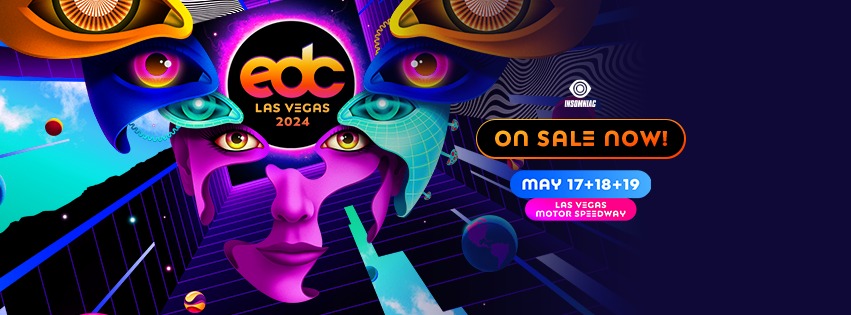 edc
LAS VEGAS
2024
INSOMNIAC
ON SALE NOW!
MAY 17+18+19
LAS VEGAS
MOTOR SPEEDWAY